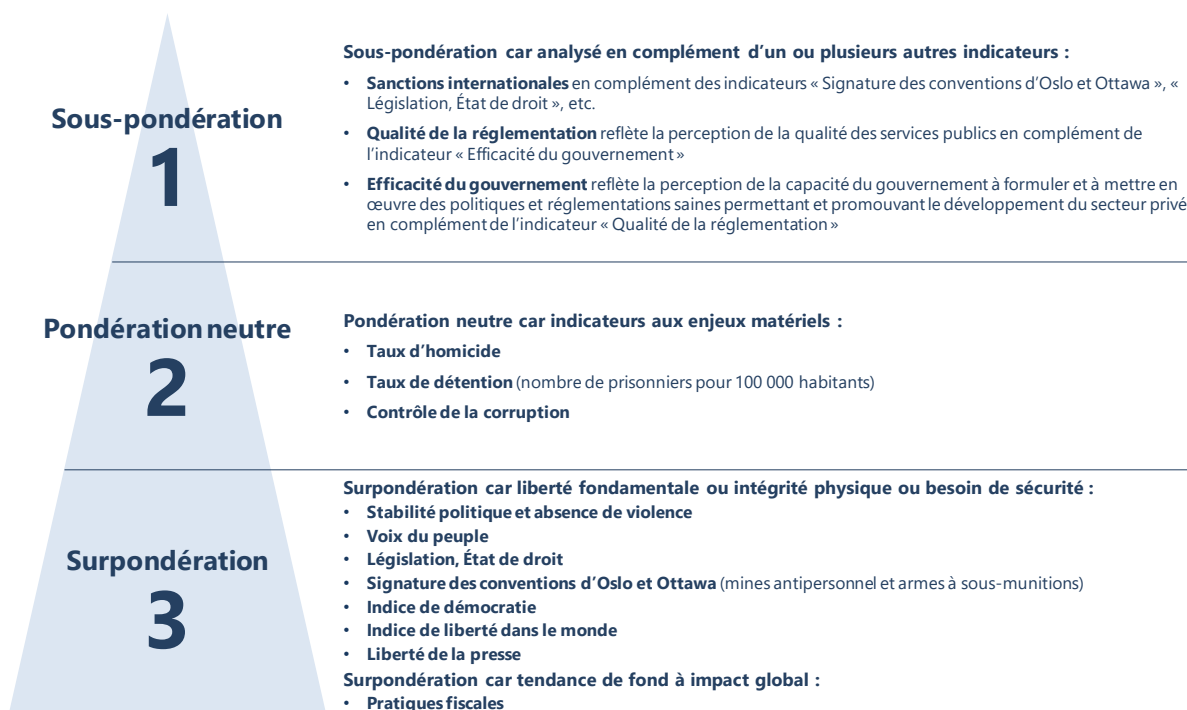 Sous-pondération
1
Sous-pondération car analysé en complément d’un ou plusieurs autres indicateurs :
• Sanctions internationales en complément des indicateurs « Signature des conventions d’Oslo et Ottawa », «
Législation, État de droit », etc.
• Qualité de la réglementation reflète la perception de la qualité des services publics en complément de
l’indicateur « Efficacité du gouvernement »
• Efficacité du gouvernement reflète la perception de la capacité du gouvernement à formuler et à mettre en
œuvre des politiques et réglementations saines permettant et promouvant le développement du secteur privé
en complément de l’indicateur « Qualité de la réglementation »
Pondération neutre
2
Pondération neutre car indicateurs aux enjeux matériels :
• Taux d’homicide
• Taux de détention (nombre de prisonniers pour 100 000 habitants)
• Contrôle de la corruption
Surpondération
3
Surpondération car liberté fondamentale ou intégrité physique ou besoin de sécurité :
• Stabilité politique et absence de violence
• Voix du peuple
• Législation, État de droit
• Signature des conventions d’Oslo et Ottawa (mines antipersonnel et armes à sous-munitions)
• Indice de démocratie
• Indice de liberté dans le monde
• Liberté de la presse
Surpondération car tendance de fond à impact global :
• Pratiques fiscales